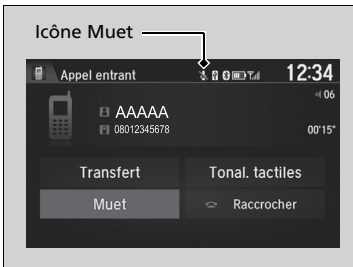 Icône Muet
Appel entrant 12:34
06
AAAAA
08012345678 00'15"
Transfert Tonal. tactiles
Muet Raccrocher